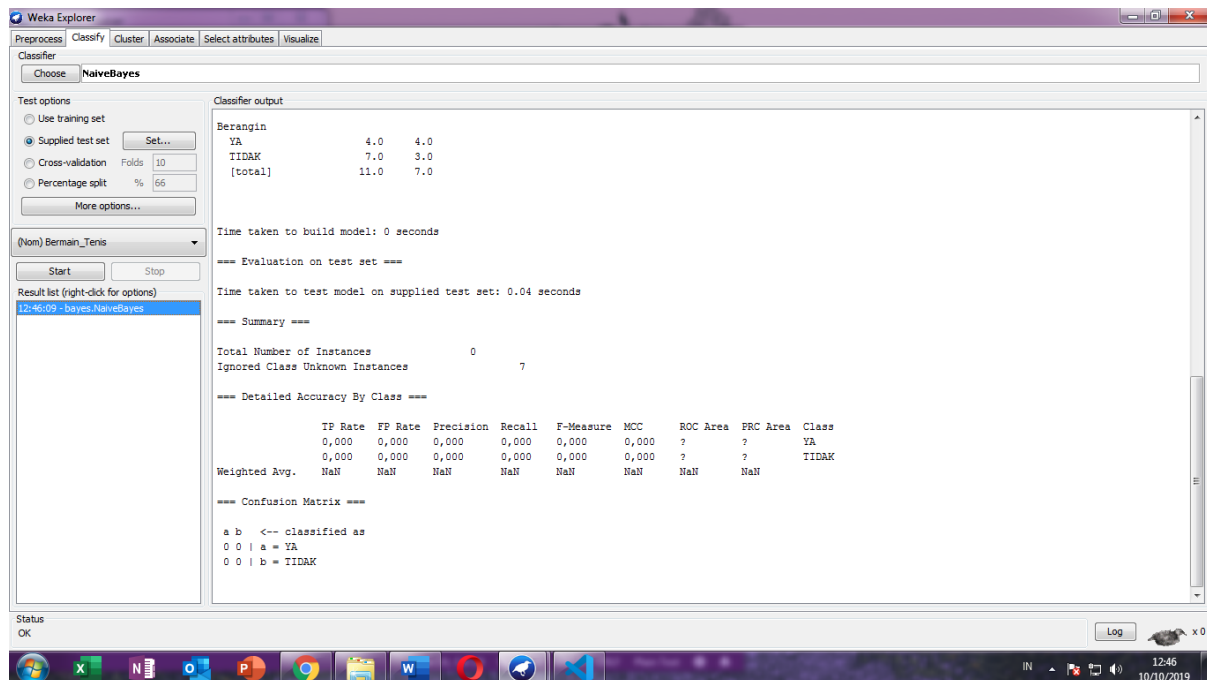 Weka Explorer
Preprocess Classify Cluster Associate Select attributes Visualize
Classifier
Choose NaiveBayes
Test options
Use training set
Supplied test set Set...
Cross-validation Folds 10
Percentage split % 66
More options...
(Nom) Bermain_Tenis
Start Stop
Result list (right-click for options)
12:46:09 - bayes.NaiveBayes
Classifier output
Berangin
YA 4.0 4.0
TIDAK 7.0 3.0
[total] 11.0 7.0
Time taken to build model: 0 seconds
=== Evaluation on test set ===
Time taken to test model on supplied test set: 0.04 seconds
=== Summary ===
Total Number of Instances 0
Ignored Class Unknown Instances 7
=== Detailed Accuracy By Class ===
TP Rate FP Rate Precision Recall F-Measure MCC ROC Area PRC Area Class
0,000 0,000 0,000 0,000 0,000 0,000 ? ? YA
0,000 0,000 0,000 0,000 0,000 0,000 ? ? TIDAK
Weighted Avg. NaN NaN NaN NaN NaN NaN NaN NaN
=== Confusion Matrix ===
a b <-- classified as
0 0 | a = YA
0 0 | b = TIDAK
Status
OK
Log x 0
IN 12:46
10/10/2019